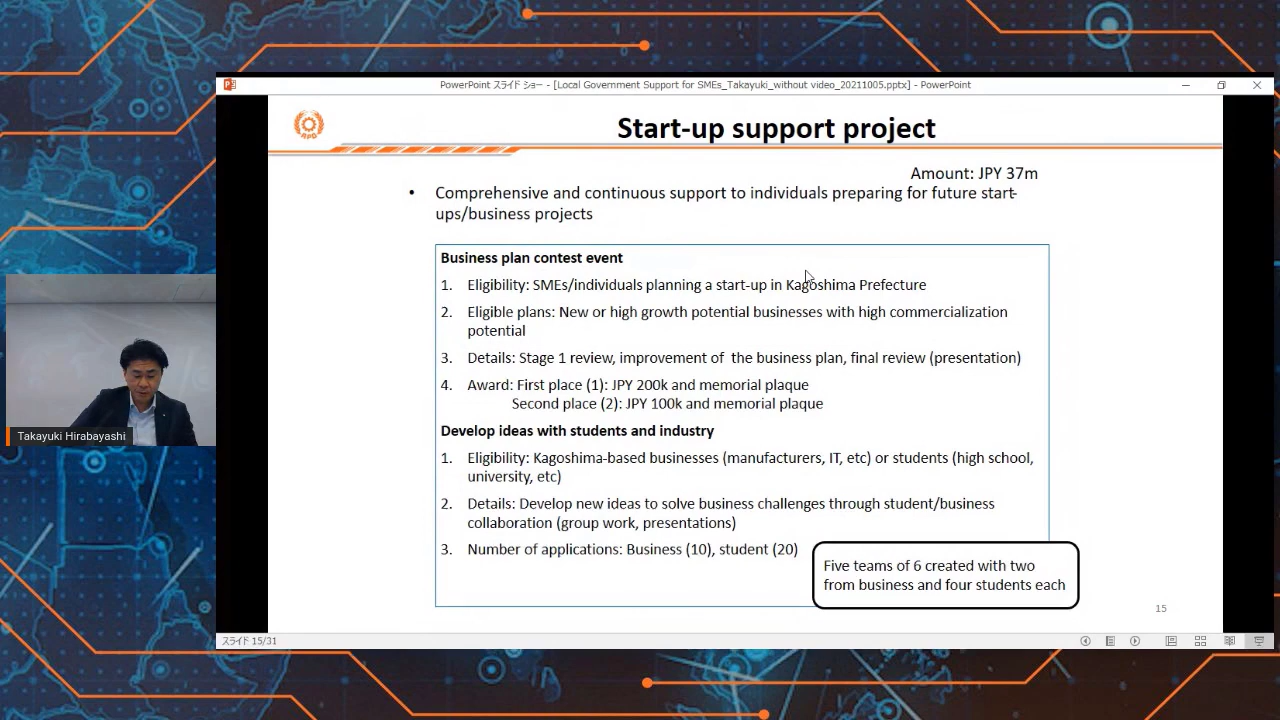 PowerPoint スライド ショー - [Local Government Support for SMEs_Takayuki_without video_20211005.pptx] - PowerPoint
APO
Start-up support project
Amount: JPY 37m
• Comprehensive and continuous support to individuals preparing for future start-
ups/business projects
Business plan contest event
1. Eligibility: SMEs/individuals planning a start-up in Kagoshima Prefecture
2. Eligible plans: New or high growth potential businesses with high commercialization
potential
3. Details: Stage 1 review, improvement of the business plan, final review (presentation)
4. Award: First place (1): JPY 200k and memorial plaque
Second place (2): JPY 100k and memorial plaque
Develop ideas with students and industry
1. Eligibility: Kagoshima-based businesses (manufacturers, IT, etc) or students (high school,
university, etc)
2. Details: Develop new ideas to solve business challenges through student/business
collaboration (group work, presentations)
3. Number of applications: Business (10), student (20)
Five teams of 6 created with two
from business and four students each
15
スライド 15/31
Takayuki Hirabayashi